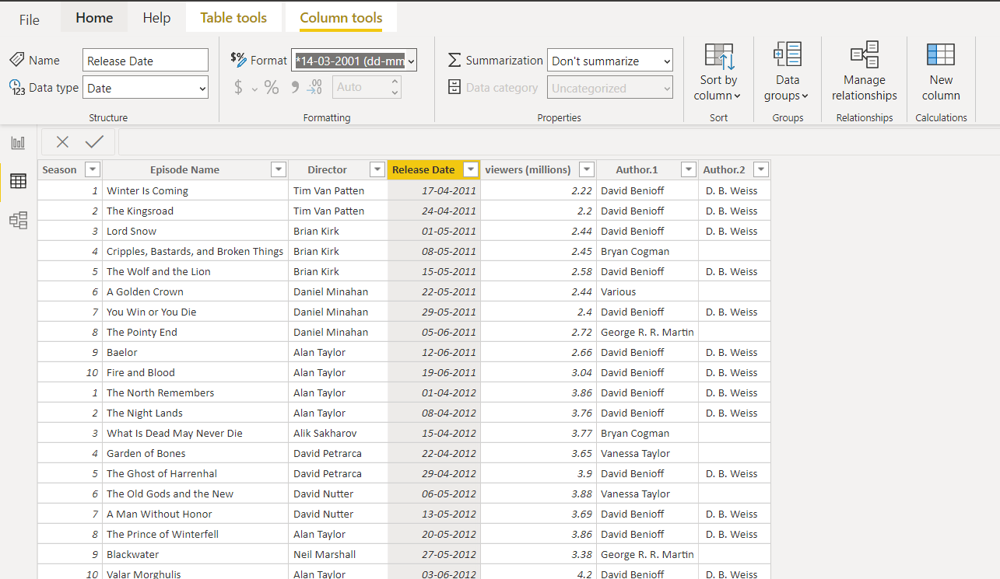 File Home Help Table tools Column tools
Name Release Date $% Format *14-03-2001 (dd-mm Summarization Don't summarize
123 Data type Date $ % 9 .00 Auto Data category Uncategorized
Sort by column Data groups Manage relationships New column
Structure Formatting Properties Sort Groups Relationships Calculations
Season Episode Name Director Release Date viewers (millions) Author.1 Author.2
1 Winter Is Coming Tim Van Patten 17-04-2011 2.22 David Benioff D. B. Weiss
2 The Kingsroad Tim Van Patten 24-04-2011 2.2 David Benioff D. B. Weiss
3 Lord Snow Brian Kirk 01-05-2011 2.44 David Benioff D. B. Weiss
4 Cripples, Bastards, and Broken Things Brian Kirk 08-05-2011 2.45 Bryan Cogman
5 The Wolf and the Lion Brian Kirk 15-05-2011 2.58 David Benioff D. B. Weiss
6 A Golden Crown Daniel Minahan 22-05-2011 2.44 Various
7 You Win or You Die Daniel Minahan 29-05-2011 2.4 David Benioff D. B. Weiss
8 The Pointy End Daniel Minahan 05-06-2011 2.72 George R. R. Martin
9 Baelor Alan Taylor 12-06-2011 2.66 David Benioff D. B. Weiss
10 Fire and Blood Alan Taylor 19-06-2011 3.04 David Benioff D. B. Weiss
1 The North Remembers Alan Taylor 01-04-2012 3.86 David Benioff D. B. Weiss
2 The Night Lands Alan Taylor 08-04-2012 3.76 David Benioff D. B. Weiss
3 What Is Dead May Never Die Alik Sakharov 15-04-2012 3.77 Bryan Cogman
4 Garden of Bones David Petrarca 22-04-2012 3.65 Vanessa Taylor
5 The Ghost of Harrenhal David Petrarca 29-04-2012 3.9 David Benioff D. B. Weiss
6 The Old Gods and the New David Nutter 06-05-2012 3.88 Vanessa Taylor
7 A Man Without Honor David Nutter 13-05-2012 3.69 David Benioff D. B. Weiss
8 The Prince of Winterfell Alan Taylor 20-05-2012 3.86 David Benioff D. B. Weiss
9 Blackwater Neil Marshall 27-05-2012 3.38 George R. R. Martin
10 Valar Morghulis Alan Taylor 03-06-2012 4.2 David Benioff D. B. Weiss